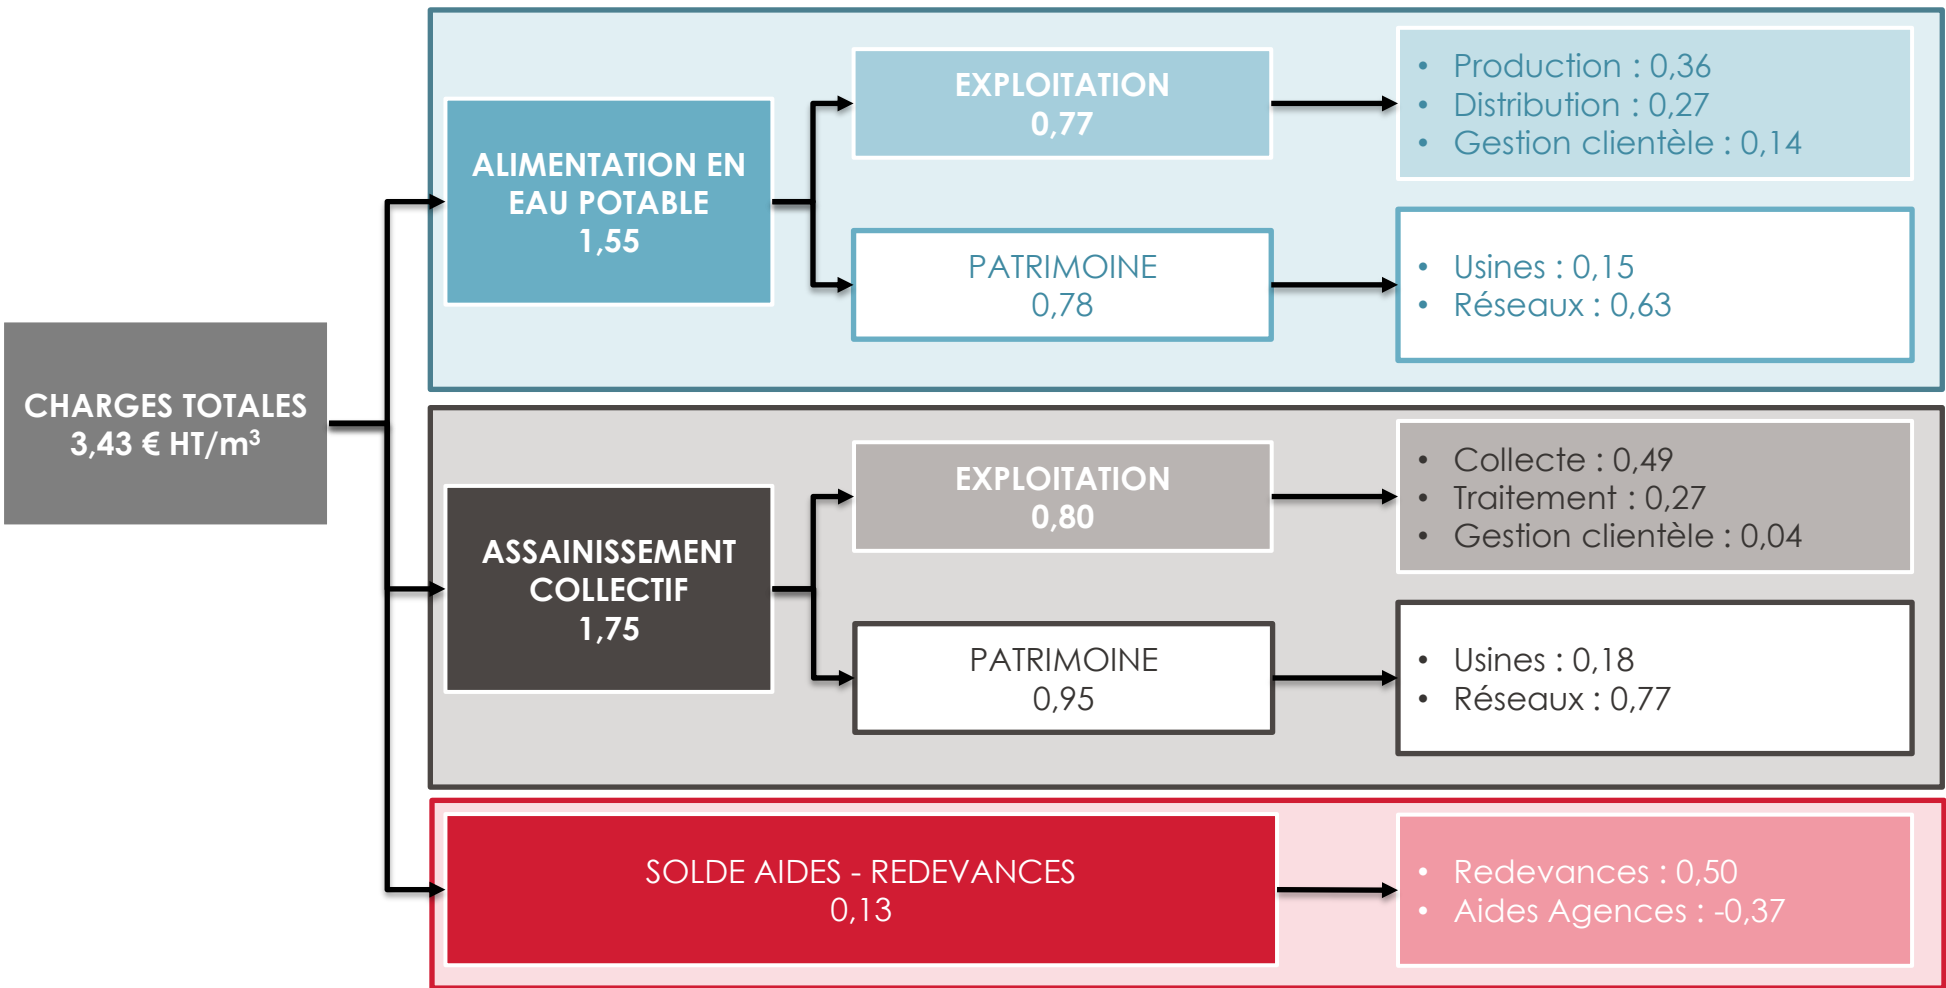 CHARGES TOTALES
3,43 € HT/m³
ALIMENTATION EN
EAU POTABLE
1,55
EXPLOITATION
0,77
• Production : 0,36
• Distribution : 0,27
• Gestion clientèle : 0,14
PATRIMOINE
0,78
• Usines : 0,15
• Réseaux : 0,63
ASSAINISSEMENT
COLLECTIF
1,75
EXPLOITATION
0,80
• Collecte : 0,49
• Traitement : 0,27
• Gestion clientèle : 0,04
PATRIMOINE
0,95
• Usines : 0,18
• Réseaux : 0,77
SOLDE AIDES - REDEVANCES
0,13
• Redevances : 0,50
• Aides Agences : -0,37